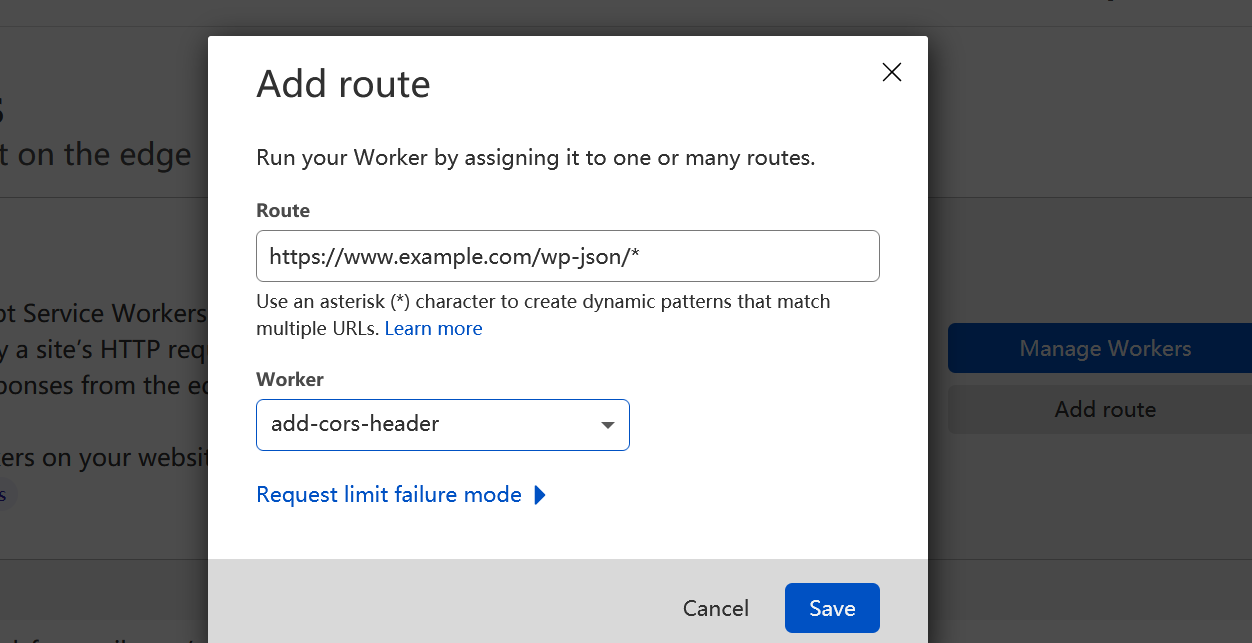 Add route
t on the edge
Run your Worker by assigning it to one or many routes.
Route
https://www.example.com/wp-json/*
Use an asterisk (*) character to create dynamic patterns that match
multiple URLs. Learn more
pt Service Workers
y a site's HTTP req
ponses from the ed
Manage Workers
Worker
add-cors-header
Add route
ers on your websit
s
Request limit failure mode
Cancel
Save